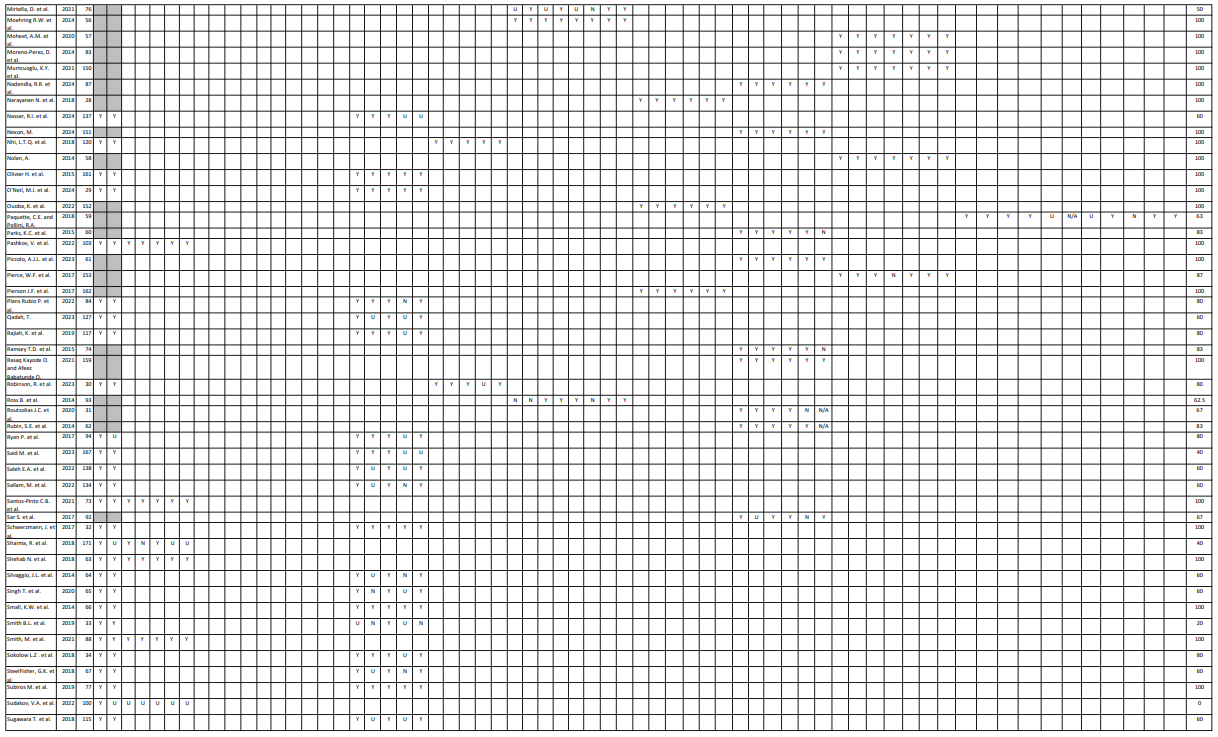 Mirtella, D. et al. 2021 76 U Y U Y U N Y Y 50
Moehring R.W. et al. 2014 56 Y Y Y Y Y Y Y Y 100
Moheet, A.M. et al. 2020 57 Y Y Y Y Y Y Y 100
Moreno-Perez, D. et al. 2014 83 Y Y Y Y Y Y Y 100
Mumcuoglu, K.Y. et al. 2021 150 Y Y Y Y Y Y Y 100
Nadendla, R.R. et al. 2024 87 Y Y Y Y Y Y 100
Narayanan N. et al. 2018 28 Y Y Y Y Y Y 100
Nassar, R.I. et al. 2024 137 Y Y Y Y Y U U 60
Nexon, M. 2024 151 Y Y Y Y Y Y 100
Nhi, L.T.Q. et al. 2018 120 Y Y Y Y Y Y Y 100
Nolan, A. 2014 58 Y Y Y Y Y Y Y 100
Olivier H. et al. 2015 161 Y Y Y Y Y Y Y 100
O'Neil, M.I. et al. 2024 29 Y Y Y Y Y Y Y 100
Ouoba, K. et al. 2022 152 Y Y Y Y Y Y 100
Paquette, C.E. and Pollini, R.A. 2018 59 Y Y Y Y U N/A U Y N Y Y 63
Parks, K.C. et al. 2015 60 Y Y Y Y Y N 83
Pashkov, V. et al. 2022 103 Y Y Y Y Y Y Y 100
Piccolo, A.J.L. et al. 2023 61 Y Y Y Y Y Y 100
Pierce, W.F. et al. 2017 153 Y Y Y N Y Y Y 87
Pierson J.F. et al. 2017 162 Y Y Y Y Y Y 100
Plans Rubio P. et al. 2022 84 Y Y Y Y Y N Y 80
Qadah, T. 2023 127 Y Y Y U Y U Y 60
Rajiah, K. et al. 2019 117 Y Y Y Y Y U Y 80
Ramsey T.D. et al. 2015 74 Y Y Y Y Y N 83
Rasaq Kayode O. and Afeez Babatunde O. 2021 159 Y Y Y Y Y Y 100
Robinson, R. et al. 2023 30 Y Y Y Y Y U Y 80
Ross B. et al. 2014 93 N N Y Y Y N Y Y 62.5
Routsolias J.C. et al. 2020 31 Y Y Y Y N N/A 67
Rubin, S.E. et al. 2014 62 Y Y Y Y Y N/A 83
Ryan P. et al. 2017 94 Y U Y Y Y U Y 80
Said M. et al. 2023 167 Y Y Y Y Y U U 40
Saleh E.A. et al. 2022 138 Y Y Y U Y U Y 60
Sallam, M. et al. 2022 134 Y Y Y U Y N Y 60
Santos-Pinto C.B. et al. 2021 73 Y Y Y Y Y Y Y 100
Sar S. et al. 2017 92 Y U Y Y N Y 67
Schwerzmann, J. et al. 2017 32 Y Y Y Y Y Y Y 100
Sharma, R. et al. 2018 171 Y U Y N Y U U 40
Shehab N. et al. 2018 63 Y Y Y Y Y Y Y 100
Silvaggio, J.L. et al. 2014 64 Y Y Y U Y N Y 60
Singh T. et al. 2020 65 Y Y Y N Y U Y 60
Small, K.W. et al. 2014 66 Y Y Y Y Y Y Y 100
Smith B.L. et al. 2019 33 Y Y U N Y U N 20
Smith, M. et al. 2021 88 Y Y Y Y Y Y Y 100
Sokolow L.Z . et al. 2018 34 Y Y Y Y Y U Y 80
SteelFisher, G.K. et al. 2018 67 Y Y Y U Y N Y 60
Subiros M. et al. 2019 77 Y Y Y Y Y Y Y 100
Sudakov, V.A. et al. 2022 100 Y U U U U U U 0
Sugawara T. et al. 2018 115 Y Y Y U Y U Y 60